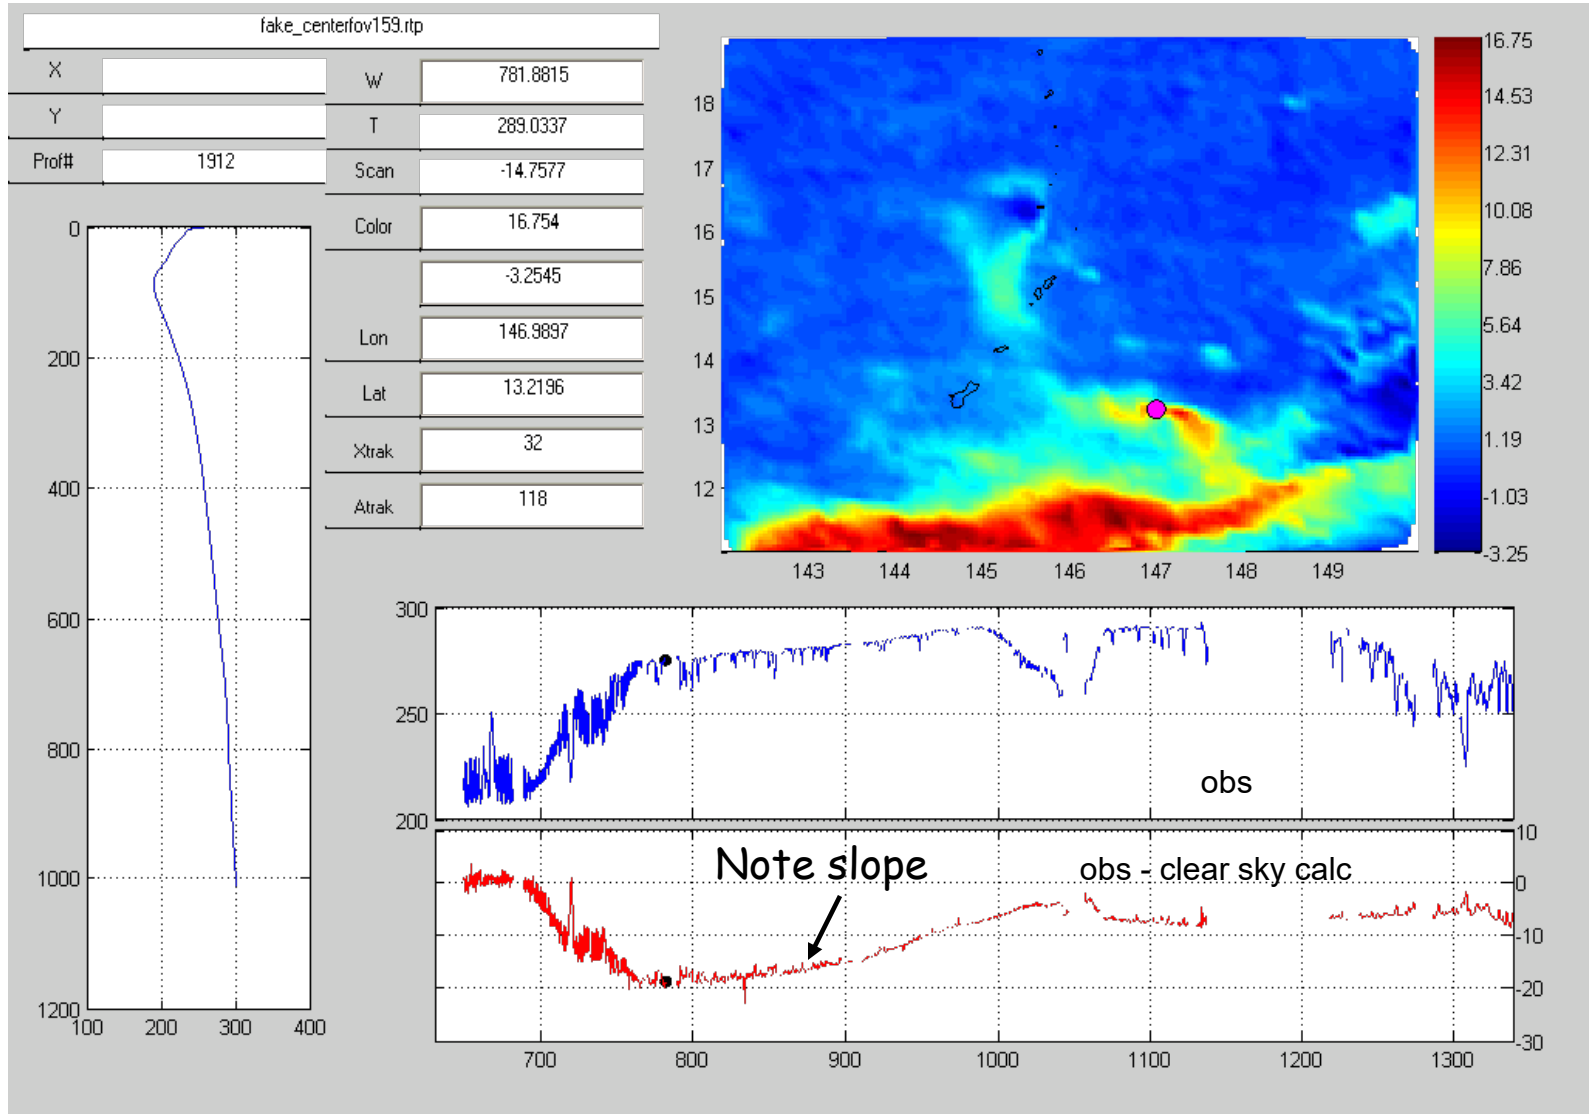 fake_centerfov159.rtp
X
Y
Prof# 1912
W 781.8815
T 289.0337
Scan -14.7577
Color 16.754
-3.2545
Lon 146.9897
Lat 13.2196
Xtrak 32
Atrak 118
0
200
400
600
800
1000
1200
100 200 300 400
18
17
16
15
14
13
12
143 144 145 146 147 148 149
16.75
14.53
12.31
10.08
7.86
5.64
3.42
1.19
-1.03
-3.25
300
250
200
obs
Note slope
obs - clear sky calc
10
0
-10
-20
-30
700 800 900 1000 1100 1200 1300